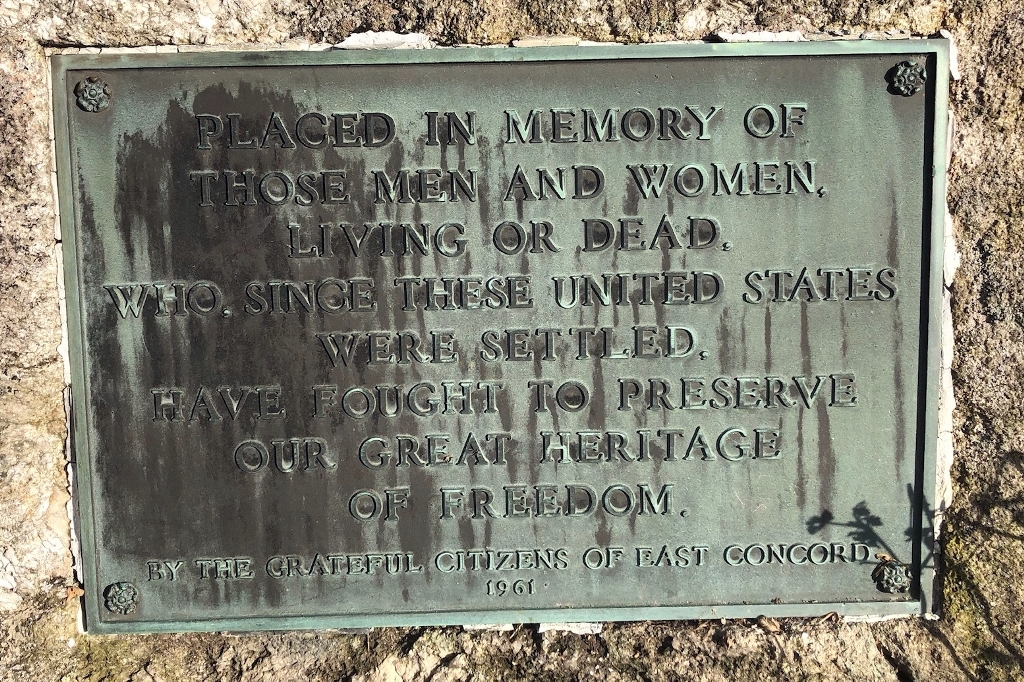 PLACED IN MEMORY OF
THOSE MEN AND WOMEN,
LIVING OR DEAD,
WHO, SINCE THESE UNITED STATES
WERE SETTLED,
HAVE FOUGHT TO PRESERVE
OUR GREAT HERITAGE
OF FREEDOM.
BY THE GRATEFUL CITIZENS OF EAST CONCORD.
1961